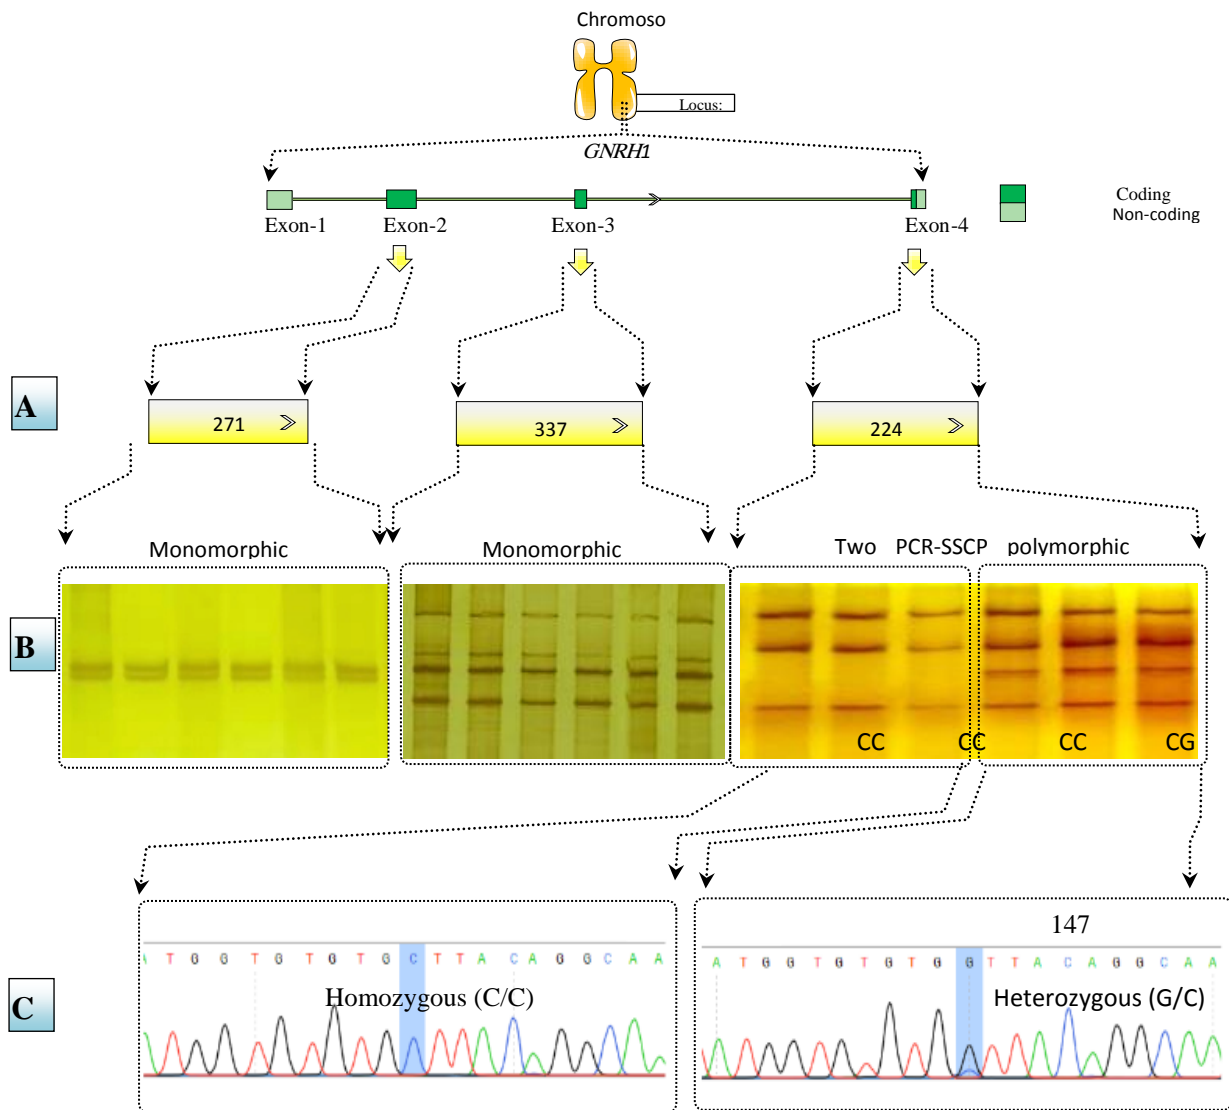 Chromoso
Locus:
GNRH1
Exon-1 Exon-2 Exon-3 Exon-4
Coding
Non-coding
A
271 337 224
Monomorphic Monomorphic Two PCR-SSCP polymorphic
B
CC CC CC CG
147
A T G G T G T G T G C T T A C A G G C A A
A T G G T G T G T G G T T A C A G G C A A
Homozygous (C/C) Heterozygous (G/C)
C